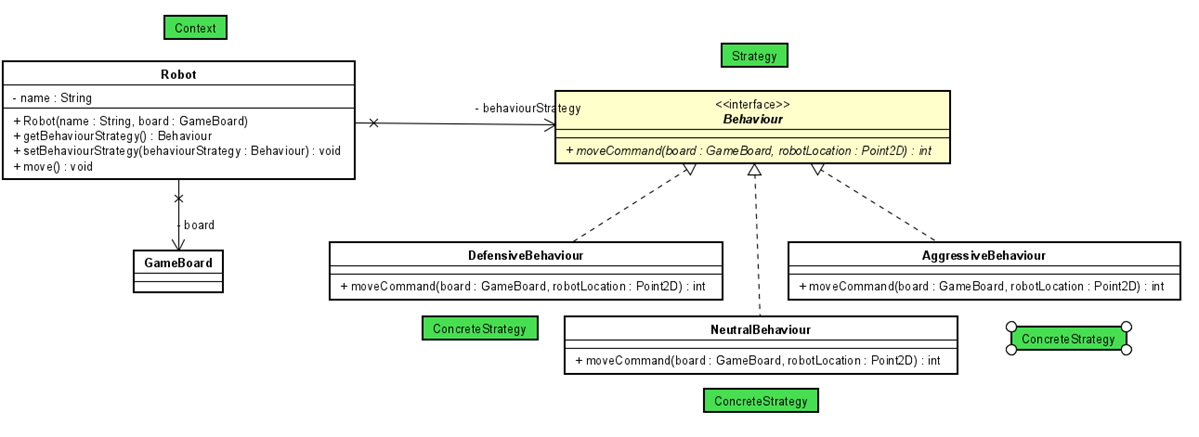 Context
Strategy
Robot
- name : String
+ Robot(name : String, board : GameBoard)
+ getBehaviourStrategy() : Behaviour
+ setBehaviourStrategy(behaviourStrategy : Behaviour) : void
+ move() : void
- behaviourStrategy
<<interface>>
Behaviour
+ moveCommand(board : GameBoard, robotLocation : Point2D) : int
- board
GameBoard
DefensiveBehaviour
+ moveCommand(board : GameBoard, robotLocation : Point2D) : int
AggressiveBehaviour
+ moveCommand(board : GameBoard, robotLocation : Point2D) : int
ConcreteStrategy
NeutralBehaviour
+ moveCommand(board : GameBoard, robotLocation : Point2D) : int
ConcreteStrategy
ConcreteStrategy